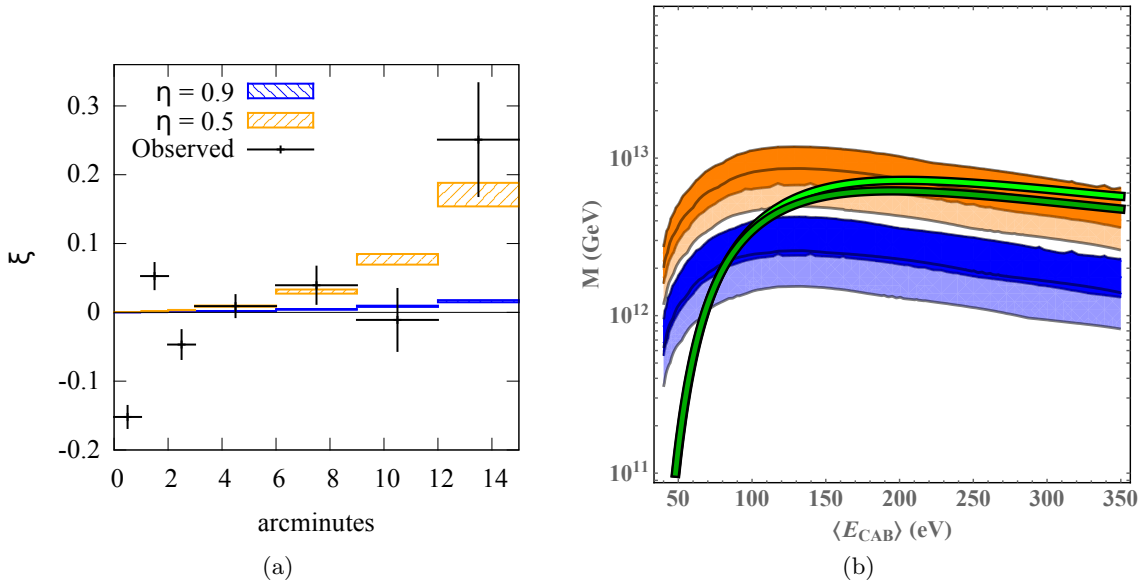 η = 0.9
η = 0.5
Observed
0.3
0.2
0.1
0
-0.1
-0.2
ξ
0 2 4 6 8 10 12 14
arcminutes
(a)
10^13
10^12
10^11
M (GeV)
50 100 150 200 250 300 350
⟨E_CAB⟩ (eV)
(b)